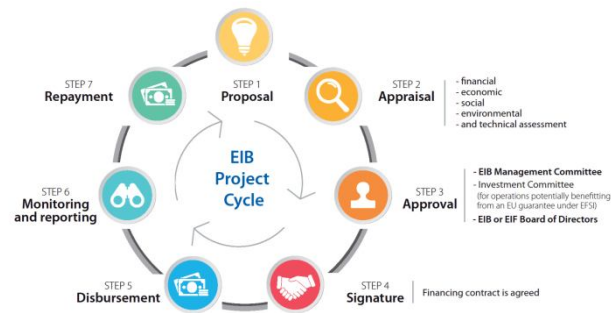 EIB
Project
Cycle
STEP 1
Proposal
STEP 2
Appraisal
- financial
- economic
- social
- environmental
- and technical assessment
STEP 3
Approval
- EIB Management Committee
- Investment Committee
(for operations potentially benefitting
from an EU guarantee under EFSI)
- EIB or EIF Board of Directors
STEP 4
Signature
Financing contract is agreed
STEP 5
Disbursement
STEP 6
Monitoring
and reporting
STEP 7
Repayment